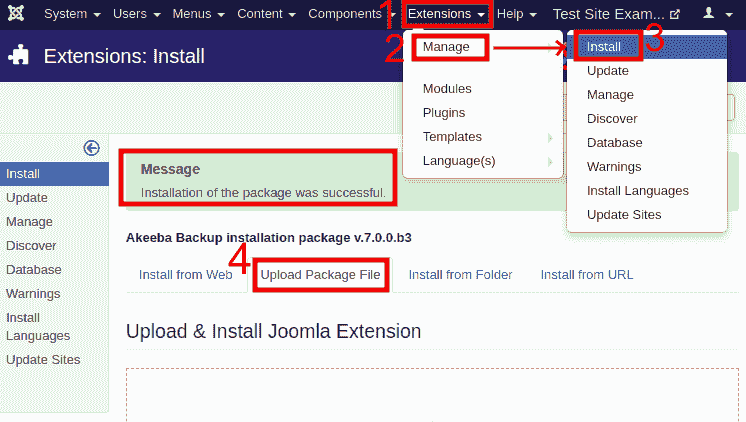 System Users Menus Content Components 1 Extensions Help Test Site Exam...
Extensions: Install
2 Manage
Modules
Plugins
Templates
Language(s)
Install 3
Update
Manage
Discover
Database
Warnings
Install Languages
Update Sites
Install
Update
Manage
Discover
Database
Warnings
Install
Languages
Update Sites
Message
Installation of the package was successful.
Akeeba Backup installation package v.7.0.0.b3
4
Install from Web Upload Package File Install from Folder Install from URL
Upload & Install Joomla Extension